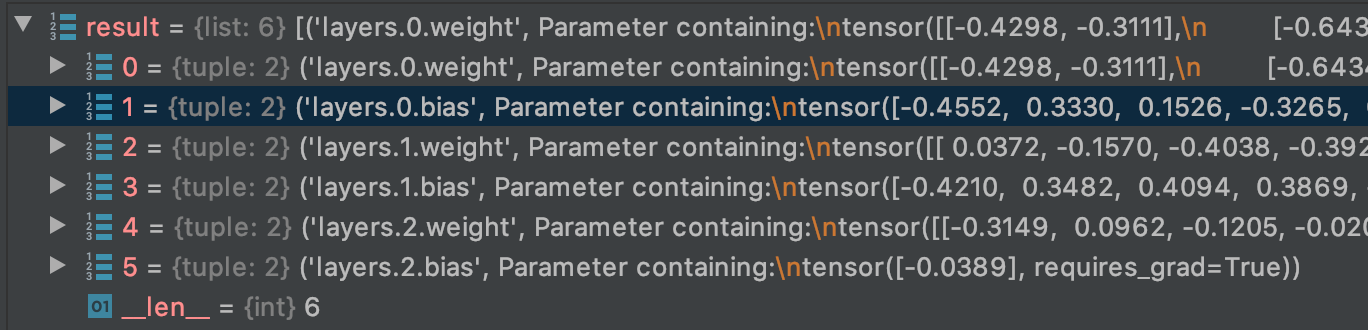 result = {list: 6} [('layers.0.weight', Parameter containing:\ntensor([[-0.4298, -0.3111],\n        [-0.643
0 = {tuple: 2} ('layers.0.weight', Parameter containing:\ntensor([[-0.4298, -0.3111],\n        [-0.643
1 = {tuple: 2} ('layers.0.bias', Parameter containing:\ntensor([-0.4552,  0.3330,  0.1526, -0.3265,
2 = {tuple: 2} ('layers.1.weight', Parameter containing:\ntensor([[ 0.0372, -0.1570, -0.4038, -0.392
3 = {tuple: 2} ('layers.1.bias', Parameter containing:\ntensor([-0.4210,  0.3482,  0.4094,  0.3869,
4 = {tuple: 2} ('layers.2.weight', Parameter containing:\ntensor([[-0.3149,  0.0962, -0.1205, -0.020
5 = {tuple: 2} ('layers.2.bias', Parameter containing:\ntensor([-0.0389], requires_grad=True))
01 __len__ = {int} 6